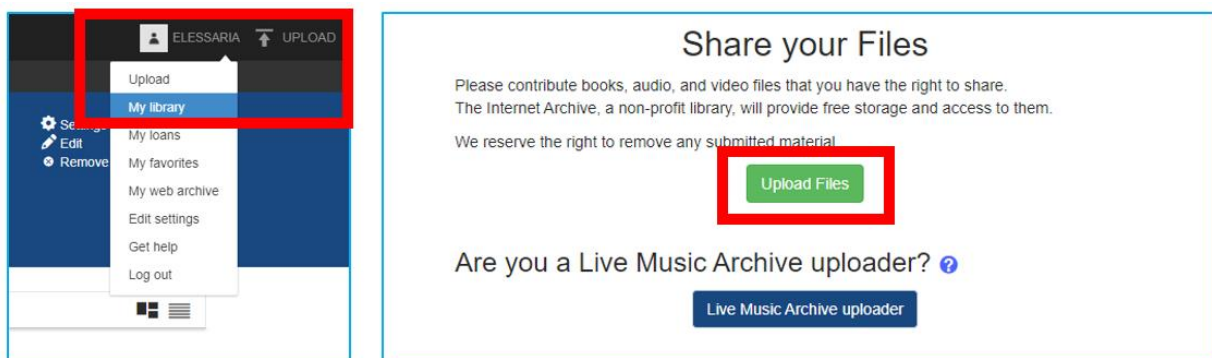 ELESSARIA UPLOAD
Upload
My library
My loans
My favorites
My web archive
Edit settings
Get help
Log out
Settings
Edit
Remove
Share your Files
Please contribute books, audio, and video files that you have the right to share.
The Internet Archive, a non-profit library, will provide free storage and access to them.
We reserve the right to remove any submitted material
Upload Files
Are you a Live Music Archive uploader? ?
Live Music Archive uploader